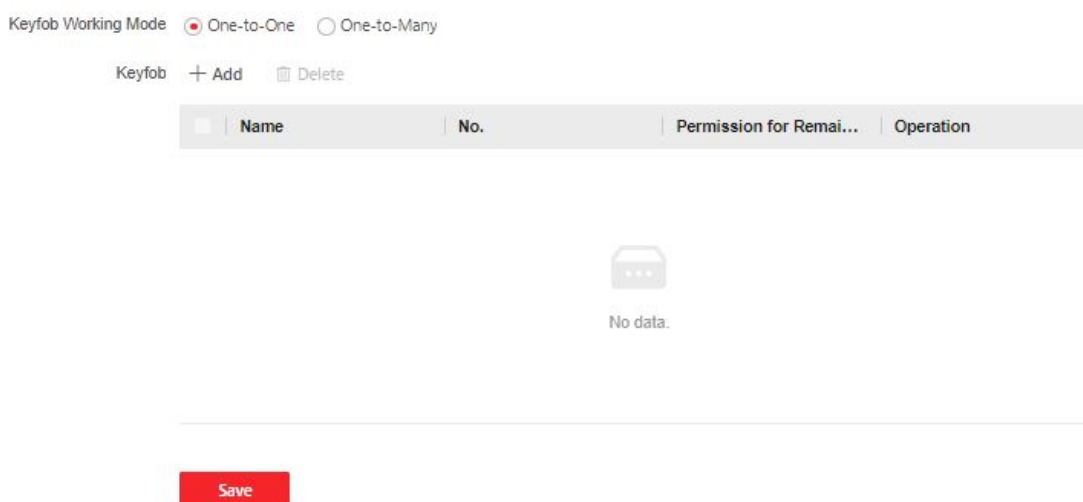 Keyfob Working Mode One-to-One One-to-Many
Keyfob + Add Delete
Name No. Permission for Remai... Operation
No data.
Save